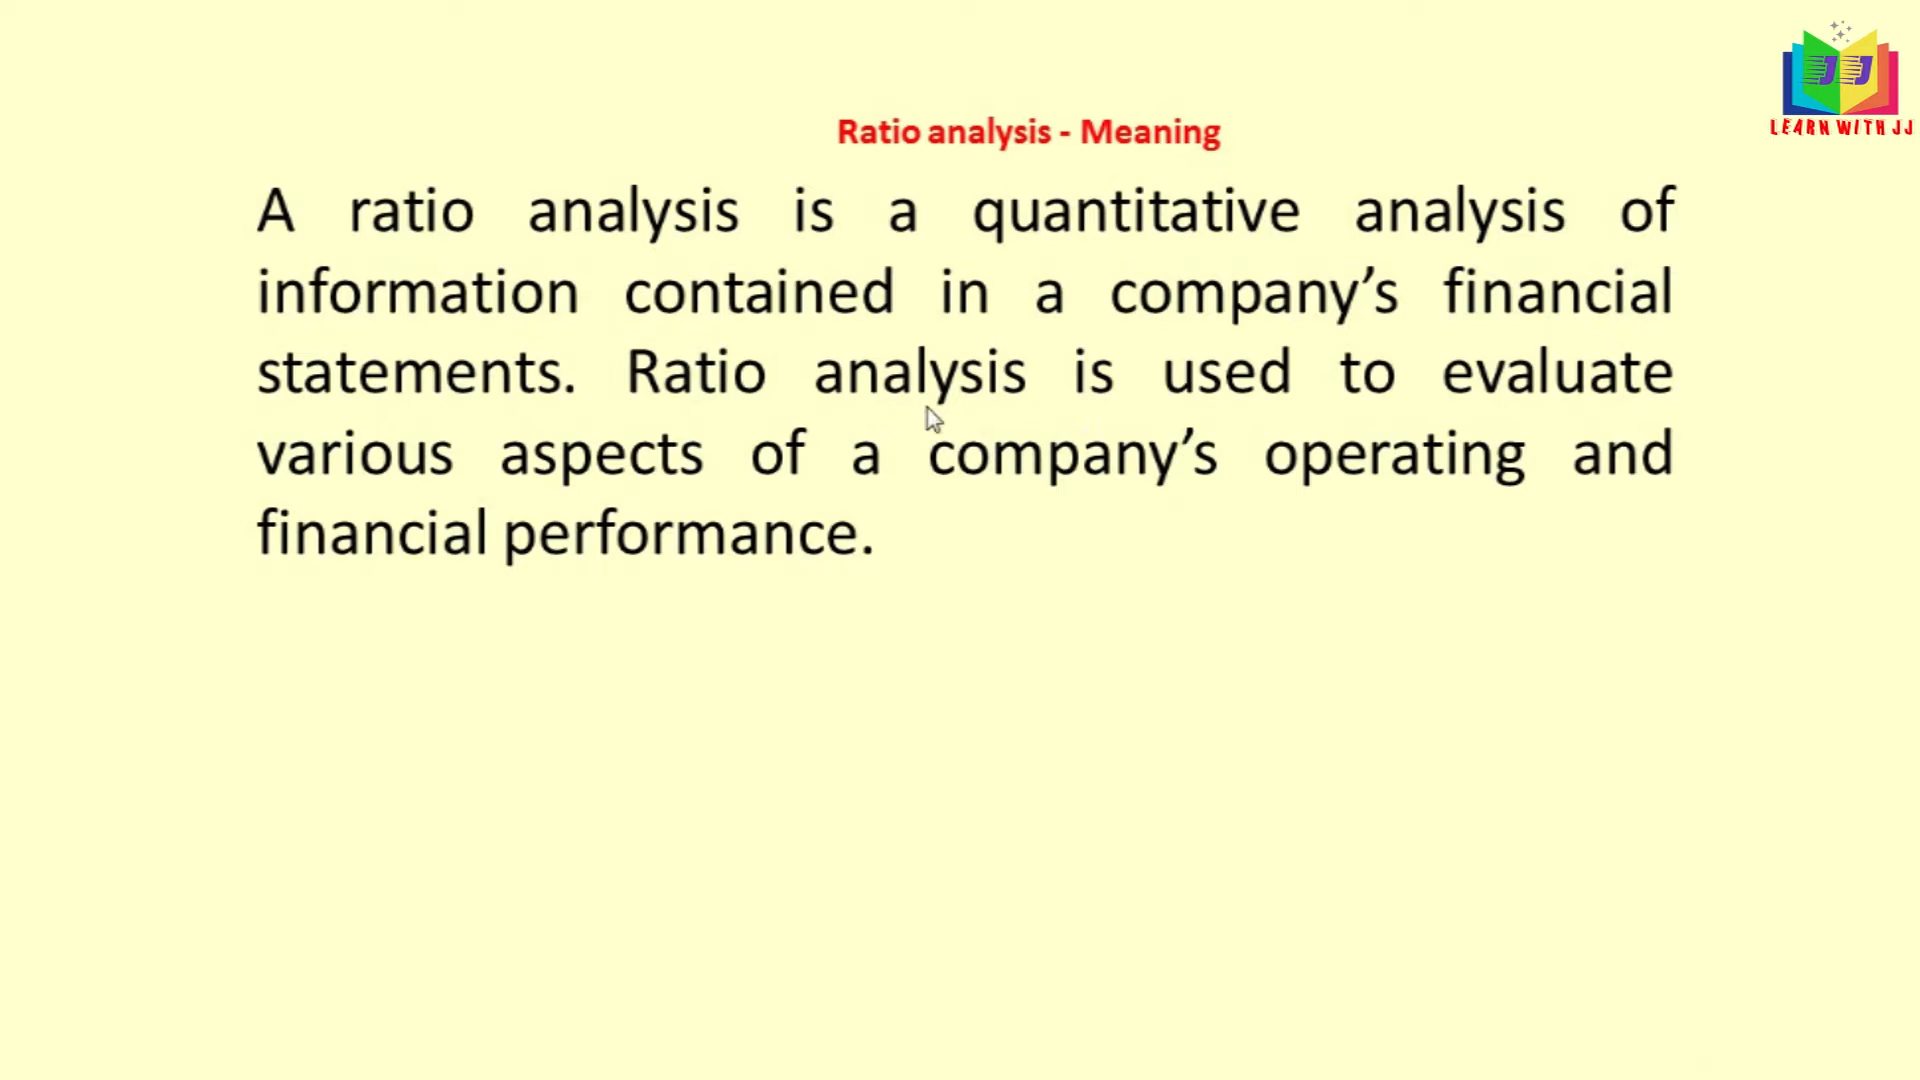 LEARN WITH JJ
Ratio analysis - Meaning
A ratio analysis is a quantitative analysis of
information contained in a company’s financial
statements. Ratio analysis is used to evaluate
various aspects of a company’s operating and
financial performance.